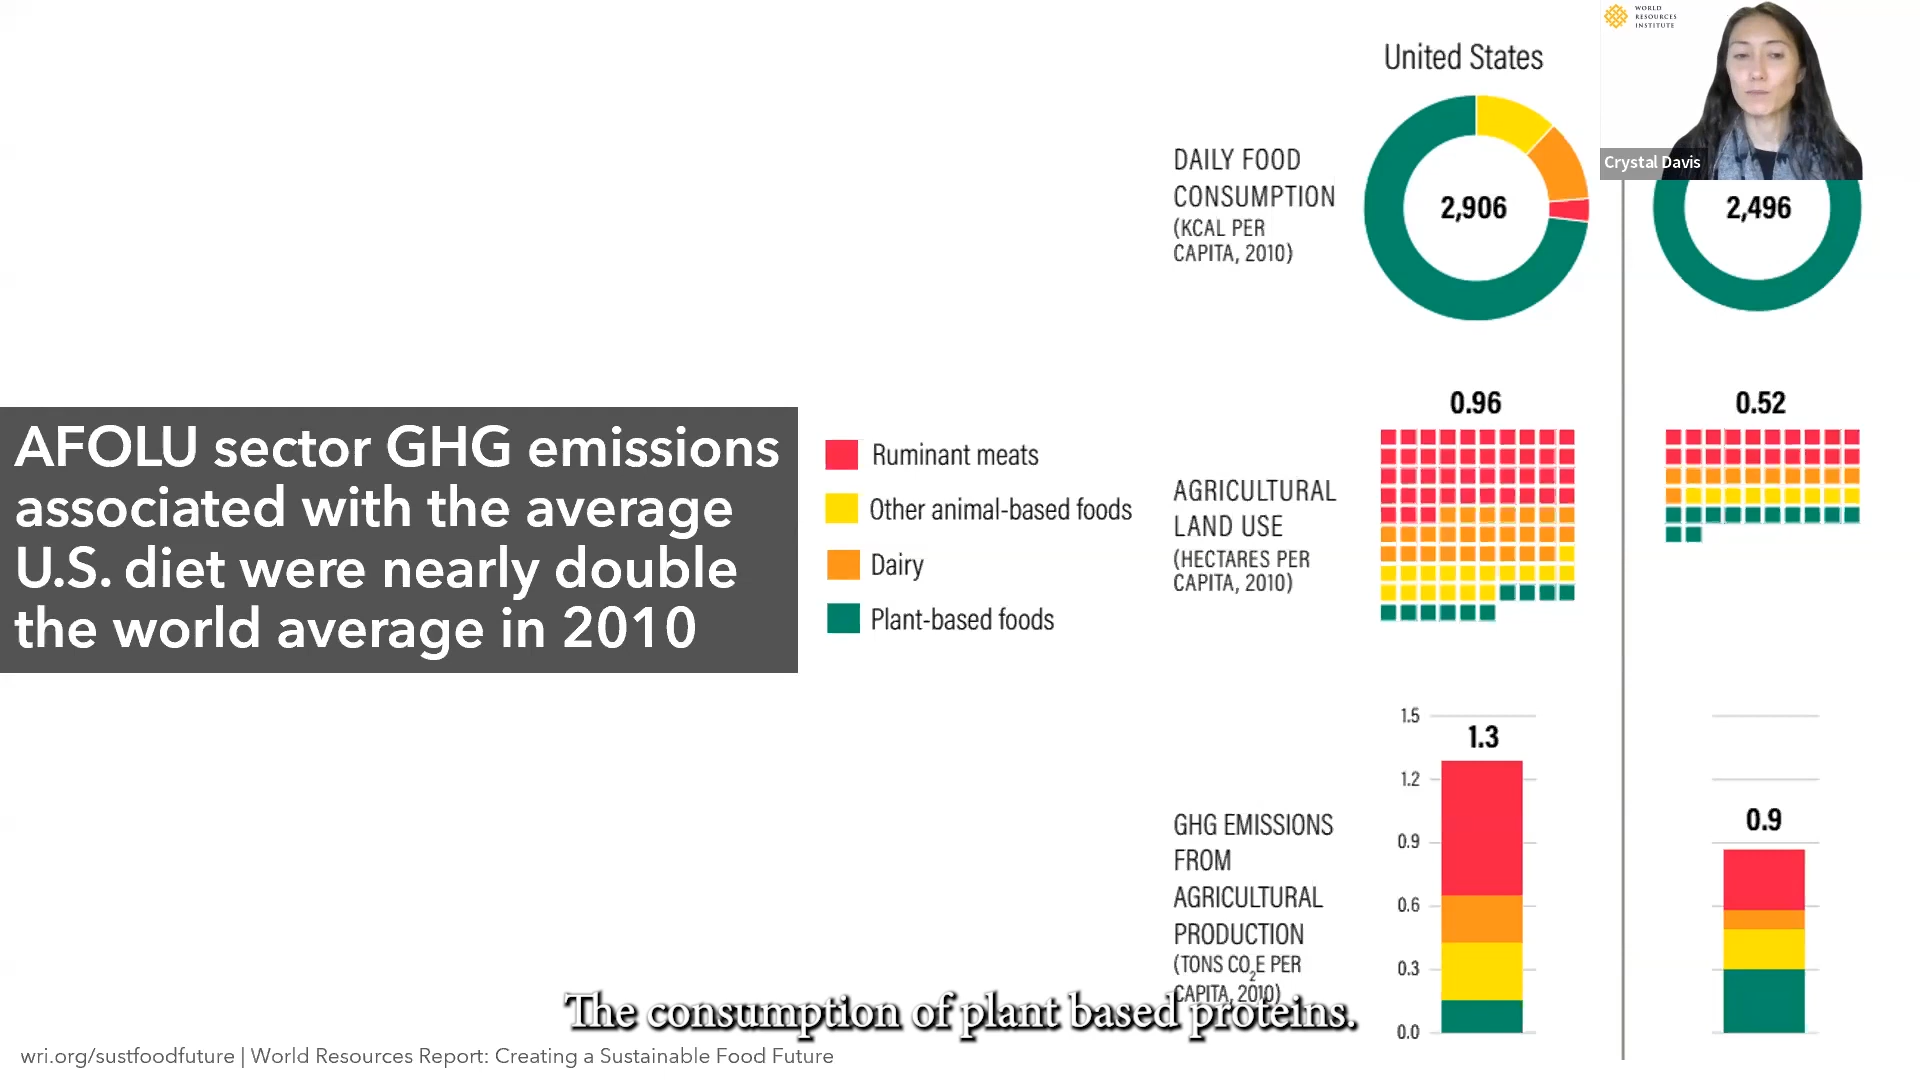 WORLD
RESOURCES
INSTITUTE
Crystal Davis
United States
DAILY FOOD
CONSUMPTION
(KCAL PER
CAPITA, 2010)
2,906
2,496
AFOLU sector GHG emissions
associated with the average
U.S. diet were nearly double
the world average in 2010
Ruminant meats
Other animal-based foods
Dairy
Plant-based foods
0.96
0.52
AGRICULTURAL
LAND USE
(HECTARES PER
CAPITA, 2010)
GHG EMISSIONS
FROM
AGRICULTURAL
PRODUCTION
(TONS CO₂E PER
CAPITA, 2010)
1.5
1.2
0.9
0.6
0.3
0.0
1.3
0.9
The consumption of plant based proteins.
wri.org/sustfoodfuture | World Resources Report: Creating a Sustainable Food Future